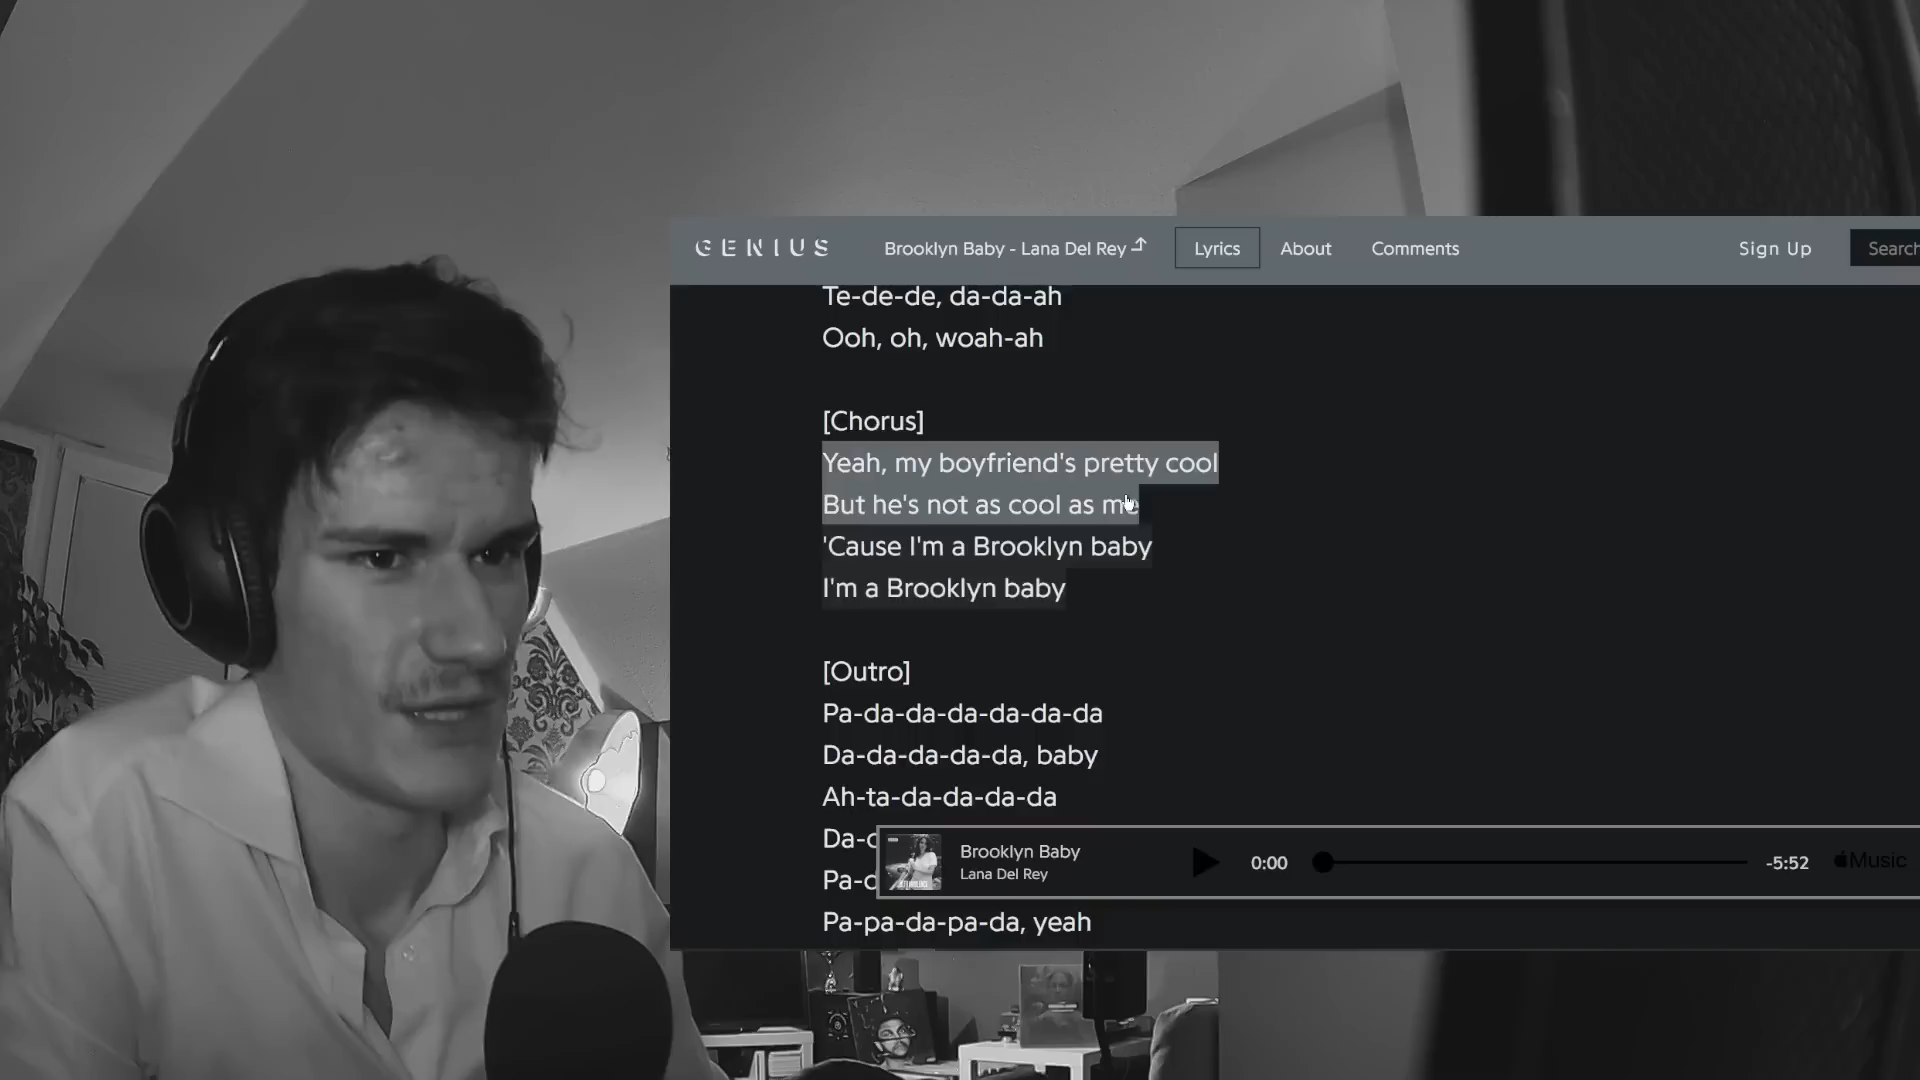 GENIUS
Brooklyn Baby - Lana Del Rey
Lyrics
About
Comments
Sign Up
Search
Te-de-de, da-da-ah
Ooh, oh, woah-ah
[Chorus]
Yeah, my boyfriend's pretty cool
But he's not as cool as me
'Cause I'm a Brooklyn baby
I'm a Brooklyn baby
[Outro]
Pa-da-da-da-da-da-da
Da-da-da-da-da, baby
Ah-ta-da-da-da-da
Da-d
Pa-d
Pa-pa-da-pa-da, yeah
Brooklyn Baby
Lana Del Rey
0:00
-5:52
Music